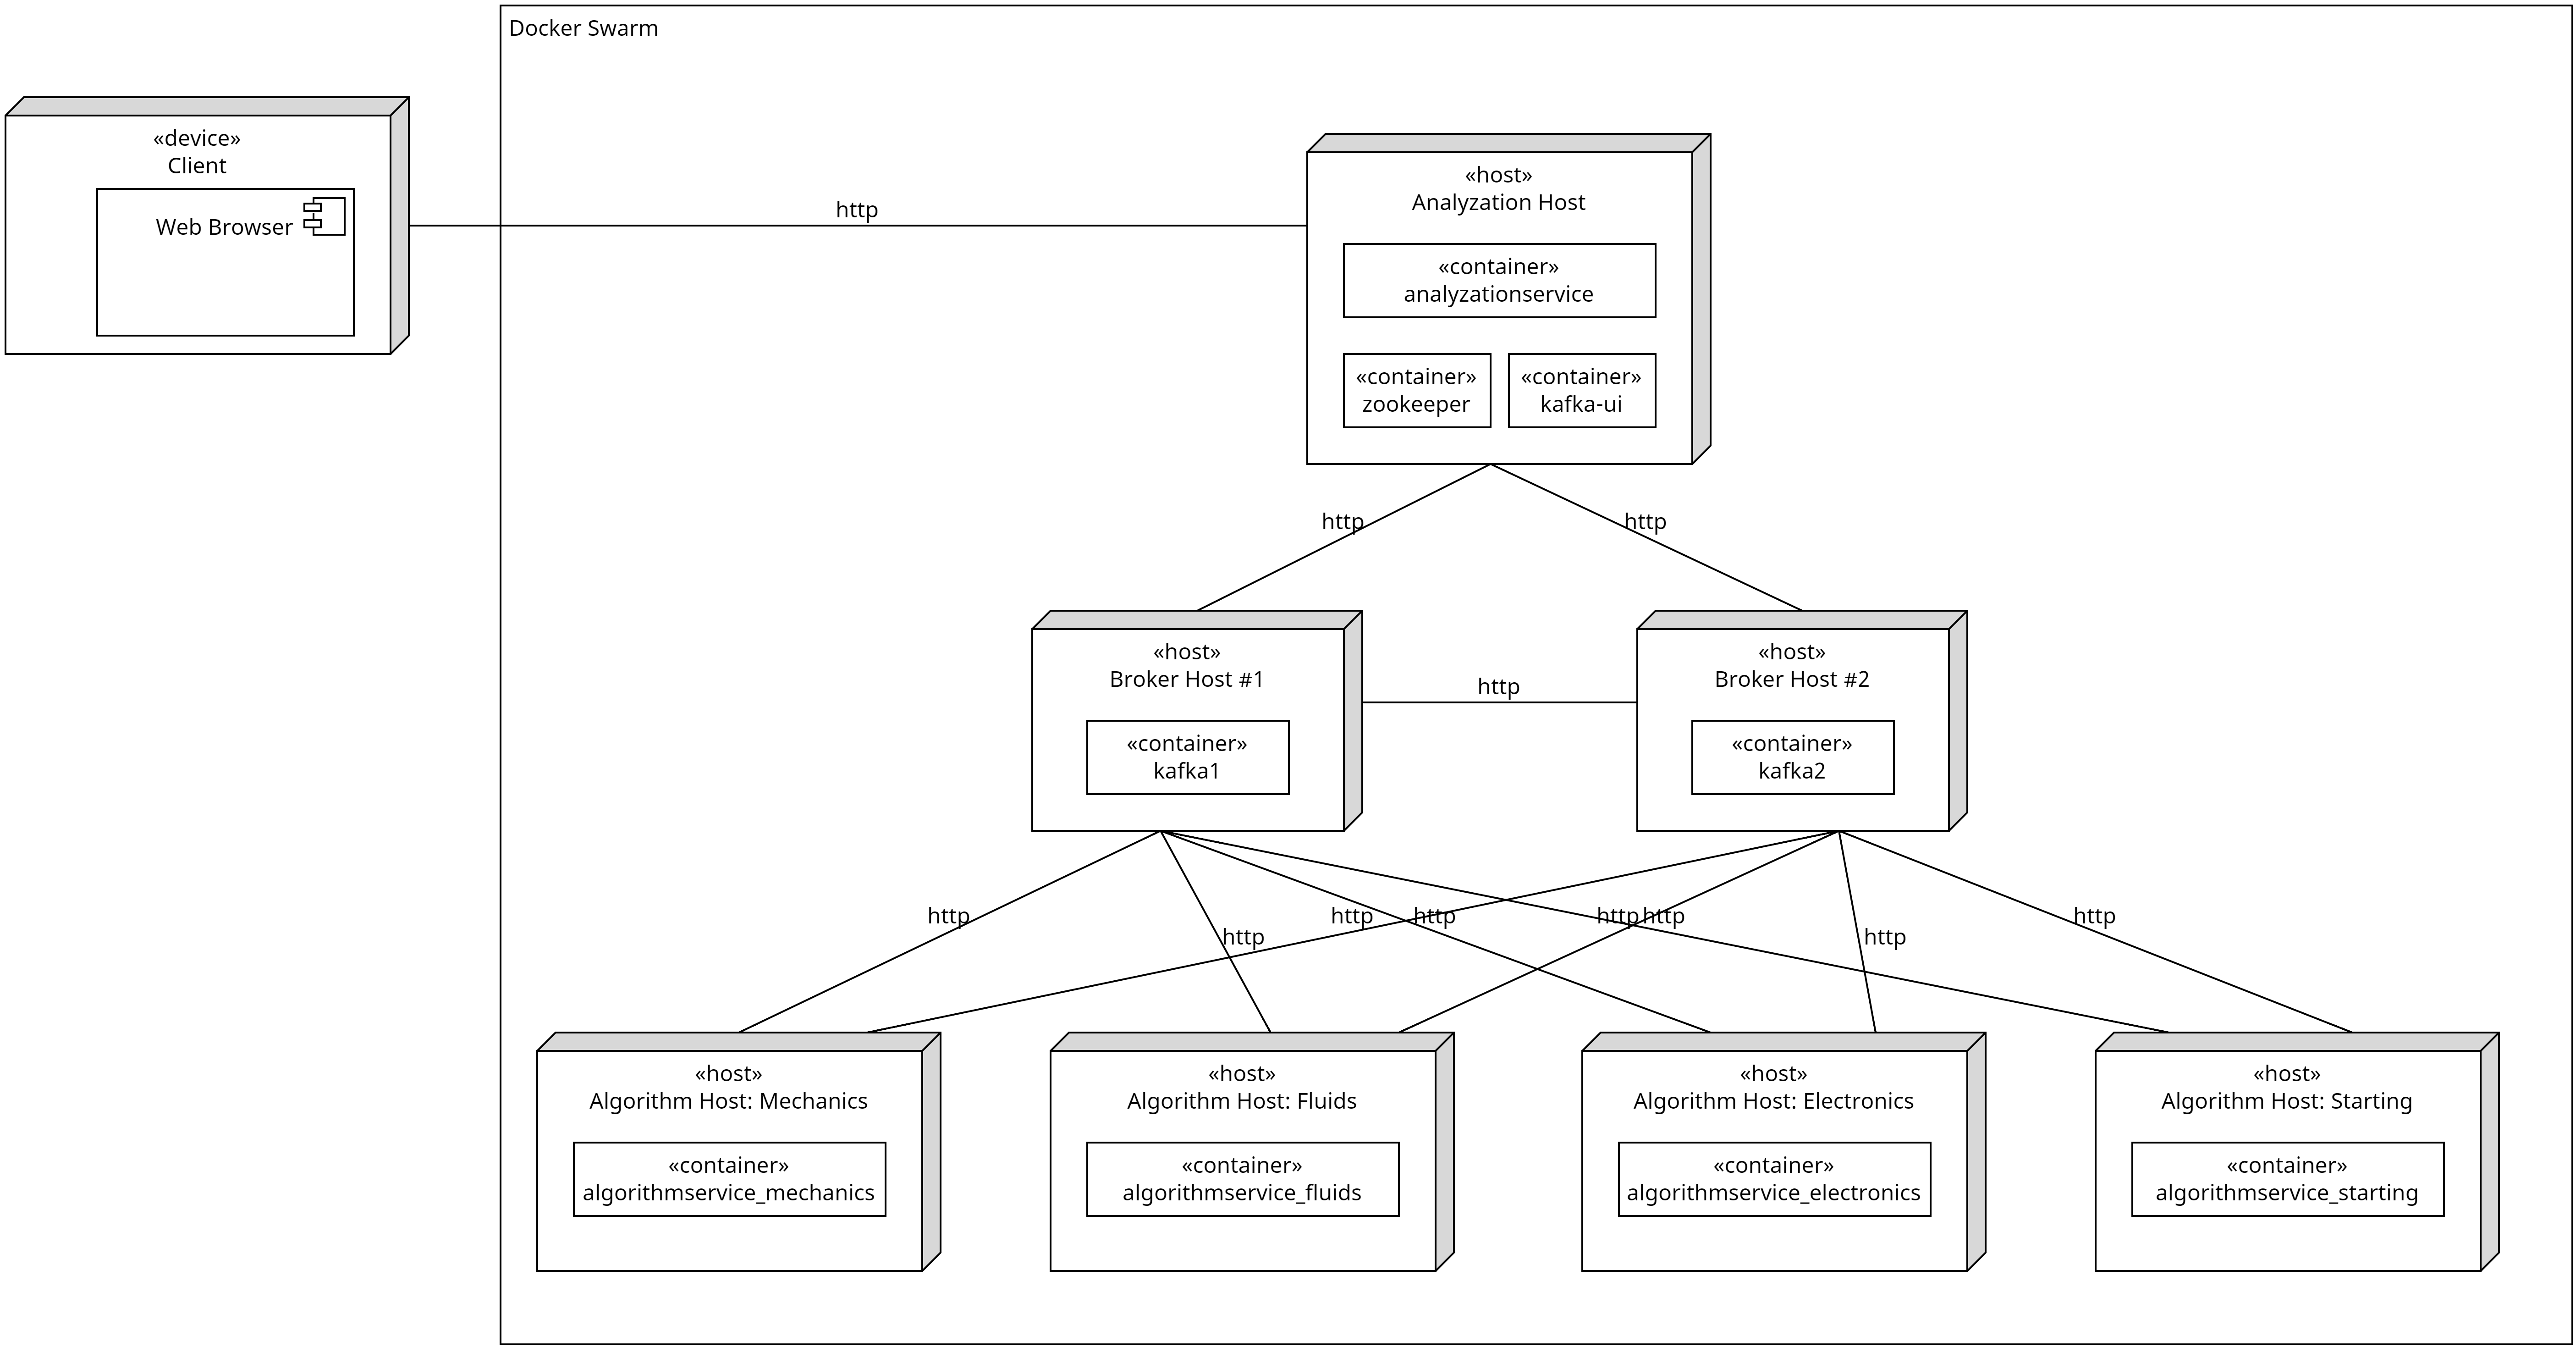 Docker Swarm
«device»
Client
Web Browser
http
«host»
Analyzation Host
«container»
analyzationservice
«container»
zookeeper
«container»
kafka-ui
http
http
«host»
Broker Host #1
«container»
kafka1
http
«host»
Broker Host #2
«container»
kafka2
http
http
http
http
http
http
http
http
«host»
Algorithm Host: Mechanics
«container»
algorithmservice_mechanics
«host»
Algorithm Host: Fluids
«container»
algorithmservice_fluids
«host»
Algorithm Host: Electronics
«container»
algorithmservice_electronics
«host»
Algorithm Host: Starting
«container»
algorithmservice_starting